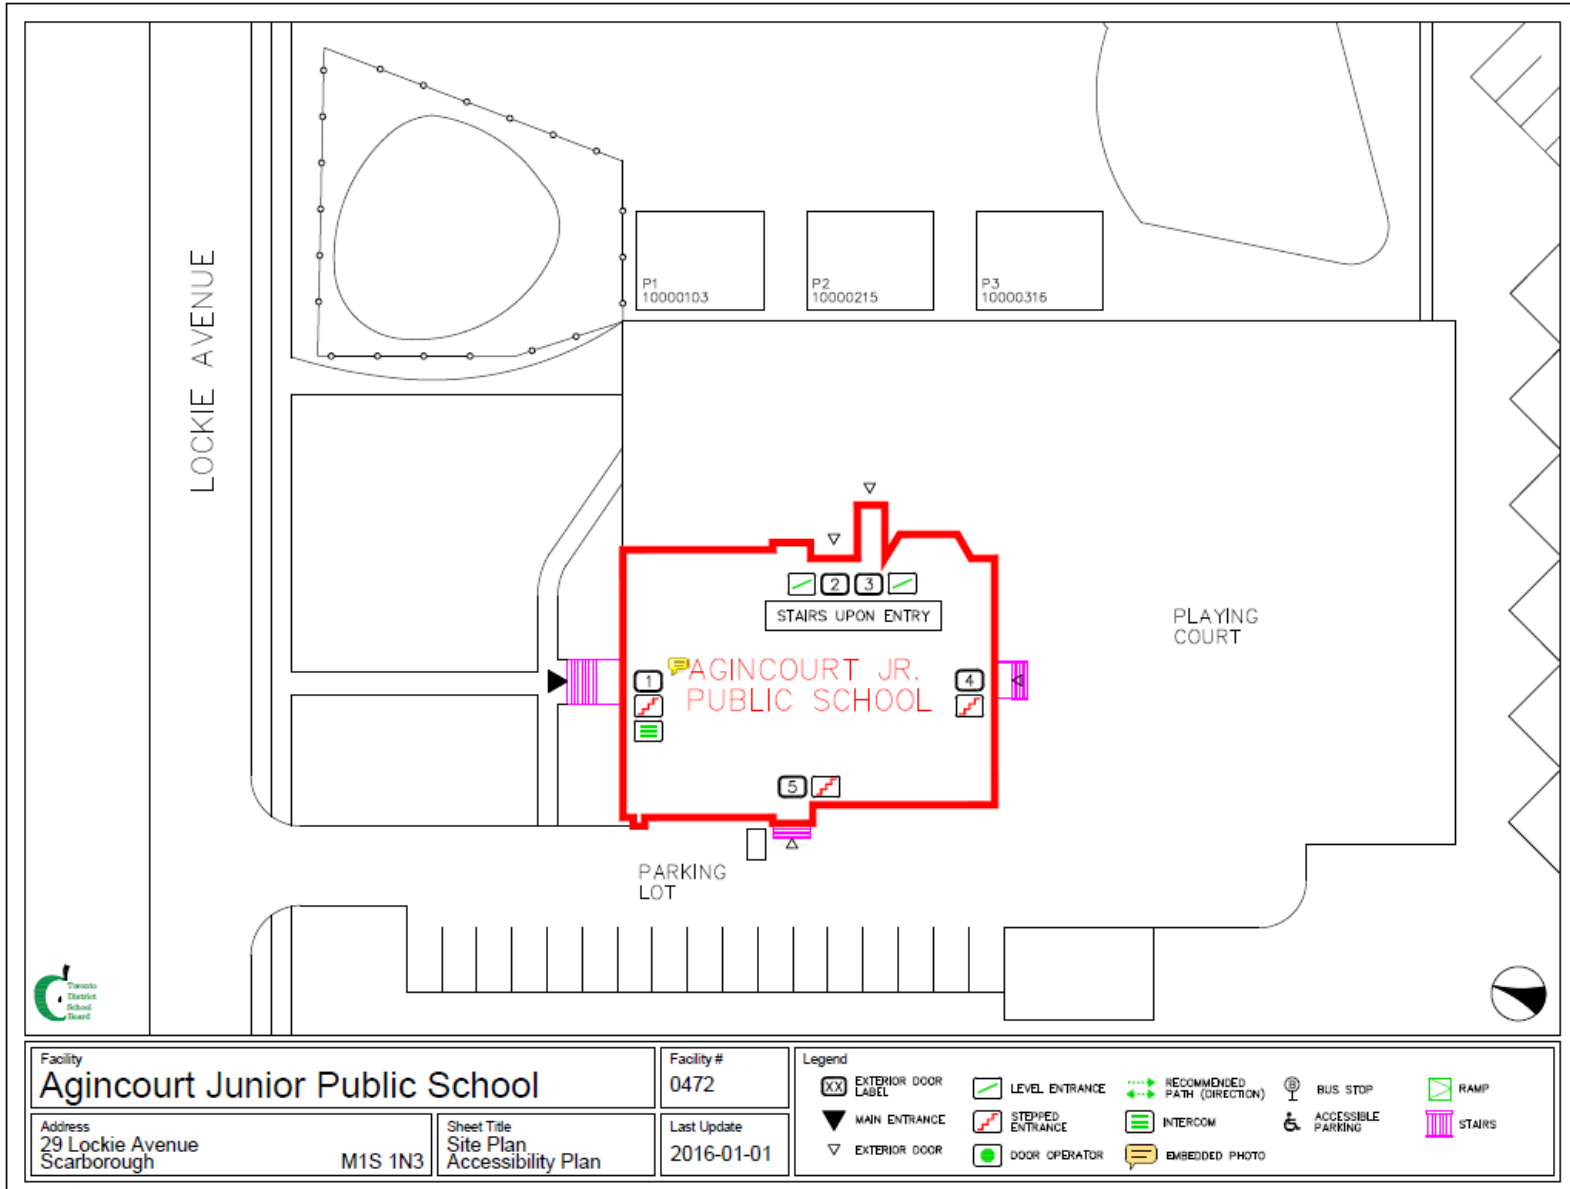 LOCKIE AVENUE
P1
10000103
P2
10000215
P3
10000316
2
3
STAIRS UPON ENTRY
AGINCOURT JR.
PUBLIC SCHOOL
1
4
5
PLAYING
COURT
PARKING
LOT
Toronto
District
School
Board
Facility
Agincourt Junior Public School
Facility #
0472
Address
29 Lockie Avenue
Scarborough
M1S 1N3
Sheet Title
Site Plan
Accessibility Plan
Last Update
2016-01-01
Legend
XX
EXTERIOR DOOR
LABEL
MAIN ENTRANCE
EXTERIOR DOOR
LEVEL ENTRANCE
STEPPED
ENTRANCE
DOOR OPERATOR
RECOMMENDED
PATH (DIRECTION)
INTERCOM
EMBEDDED PHOTO
B
BUS STOP
ACCESSIBLE
PARKING
RAMP
STAIRS